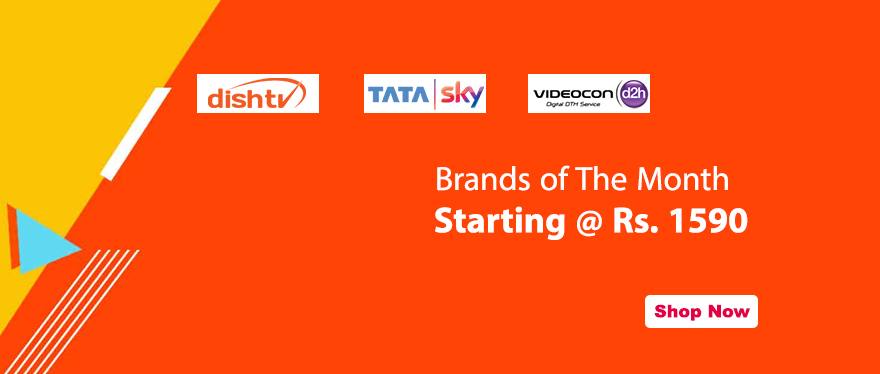 dishtv TATA sky VIDEOCON d2h
Digital DTH Service
Brands of The Month
Starting @ Rs. 1590
Shop Now